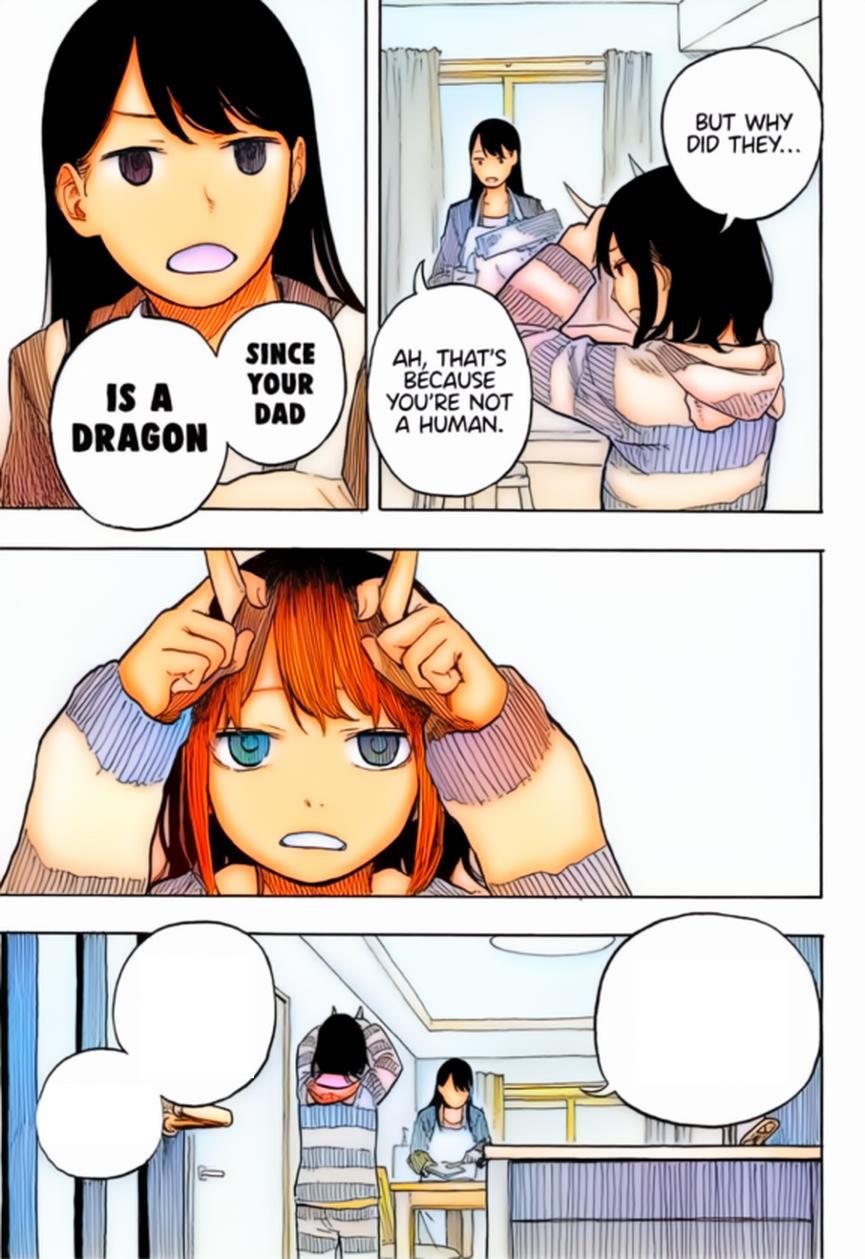 BUT WHY
DID THEY...
AH, THAT'S
BECAUSE
YOU'RE NOT
A HUMAN.
SINCE
YOUR
DAD
IS A
DRAGON